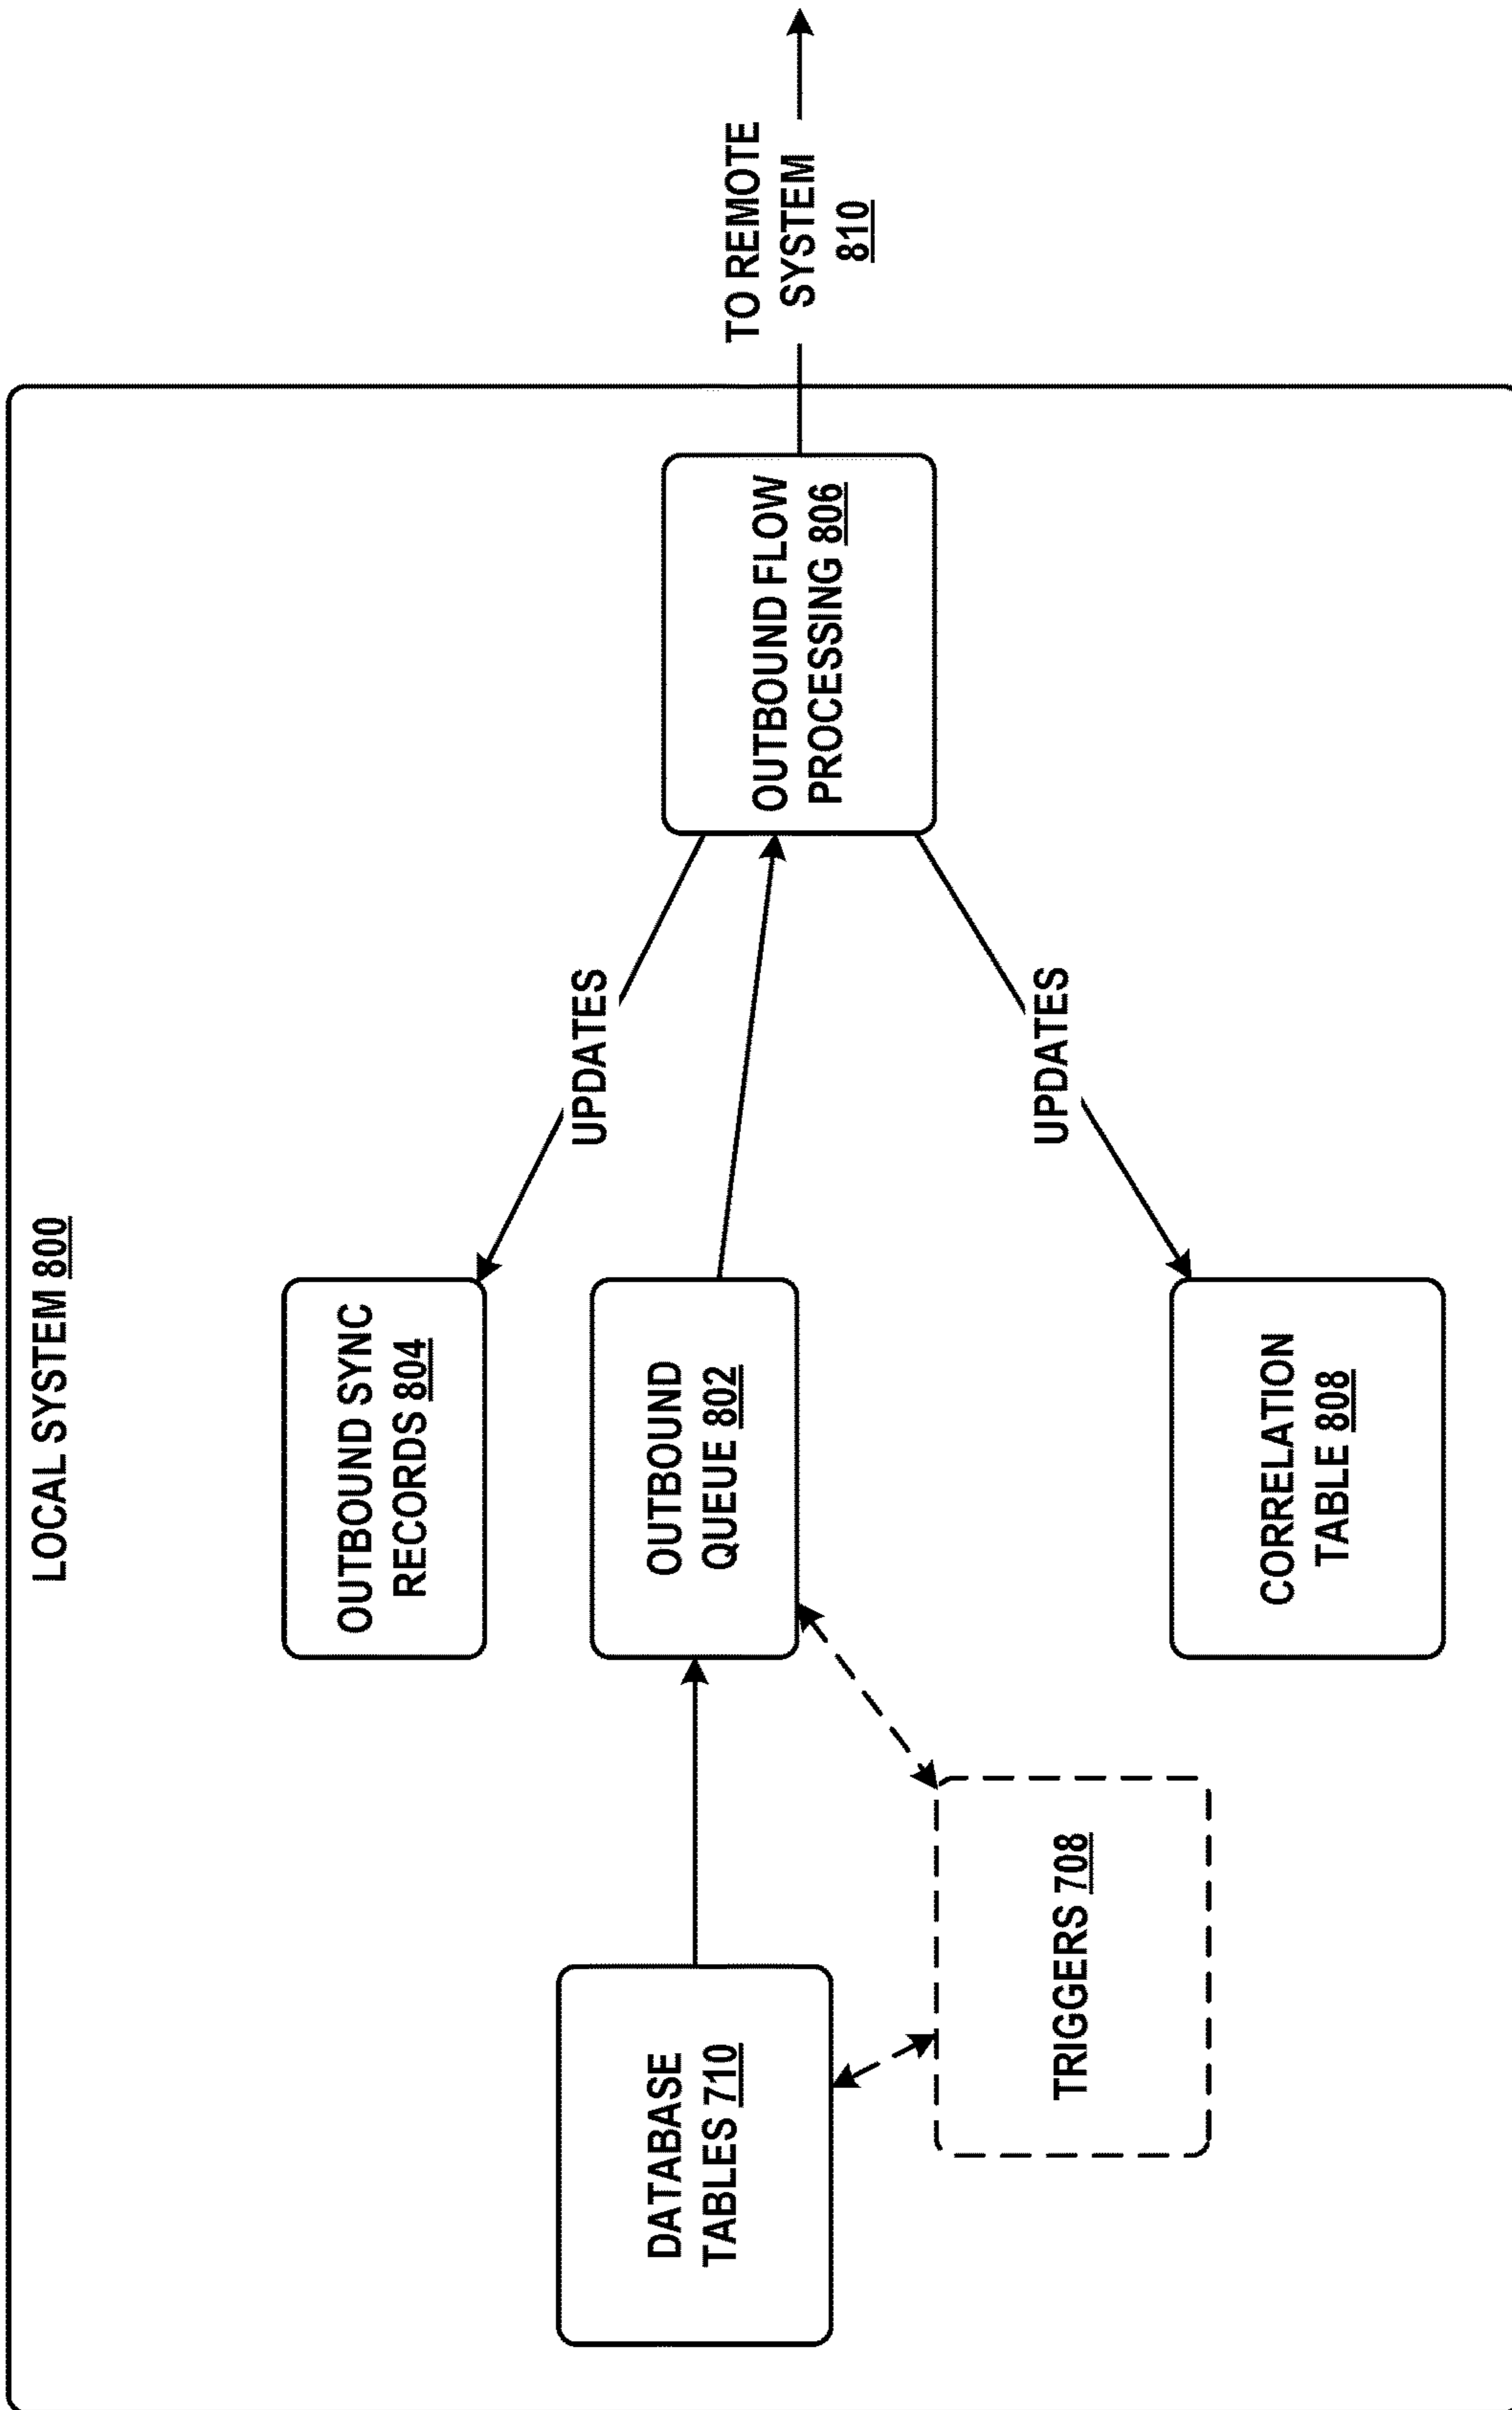 LOCAL SYSTEM 800
OUTBOUND SYNC
RECORDS 804
UPDATES
DATABASE
TABLES 710
OUTBOUND
QUEUE 802
OUTBOUND FLOW
PROCESSING 806
TO REMOTE
SYSTEM
810
TRIGGERS 708
UPDATES
CORRELATION
TABLE 808